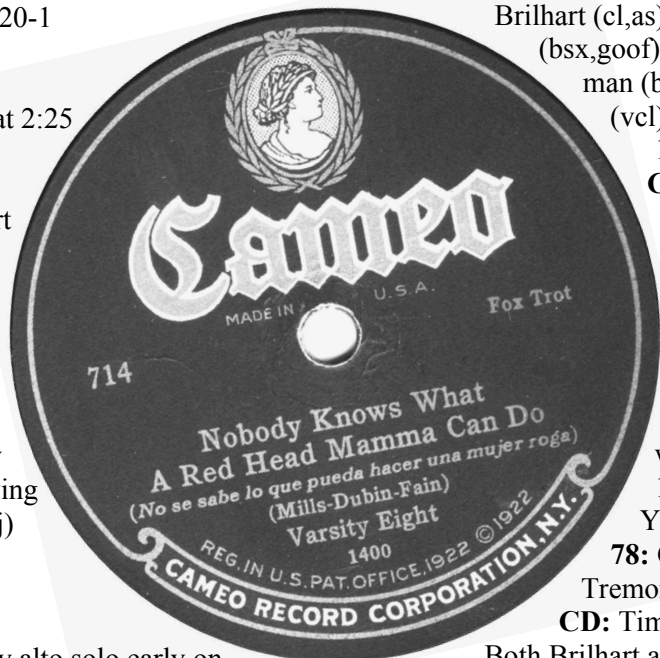 20-1
at 2:25
Cameo
MADE IN U.S.A.
Fox Trot
714
Nobody Knows What
A Red Head Mamma Can Do
(No se sabe lo que pueda hacer una mujer roga)
(Mills-Dubin-Fain)
Varsity Eight
1400
REG. IN U.S. PAT. OFFICE, 1922 © 1922
CAMEO RECORD CORPORATION, N.Y.
alto solo early on
Brilhart (cl,as)
(bsx,goof)
man (b
(vcl)
78:
Tremor
CD: Tim
Both Brilhart a